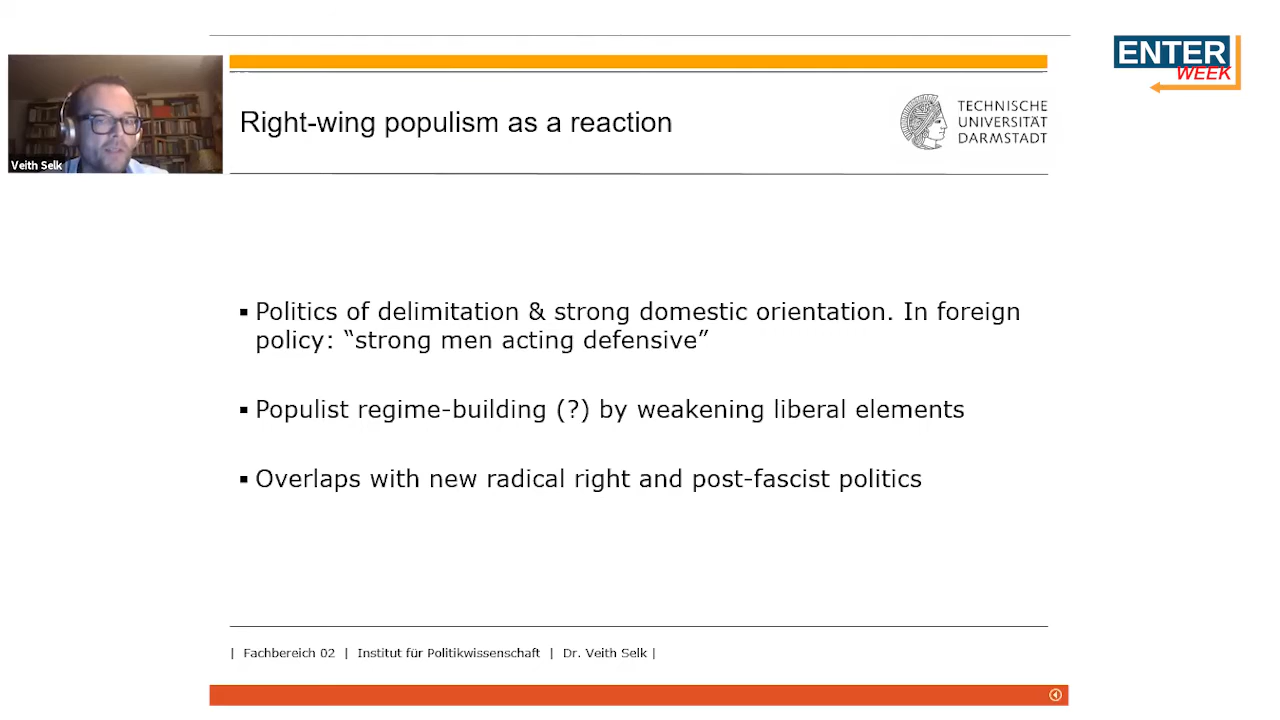 ENTER
WEEK
Veith Selk
Right-wing populism as a reaction
TECHNISCHE
UNIVERSITÄT
DARMSTADT
▪ Politics of delimitation & strong domestic orientation. In foreign
policy: “strong men acting defensive”
▪ Populist regime-building (?) by weakening liberal elements
▪ Overlaps with new radical right and post-fascist politics
| Fachbereich 02 | Institut für Politikwissenschaft | Dr. Veith Selk |